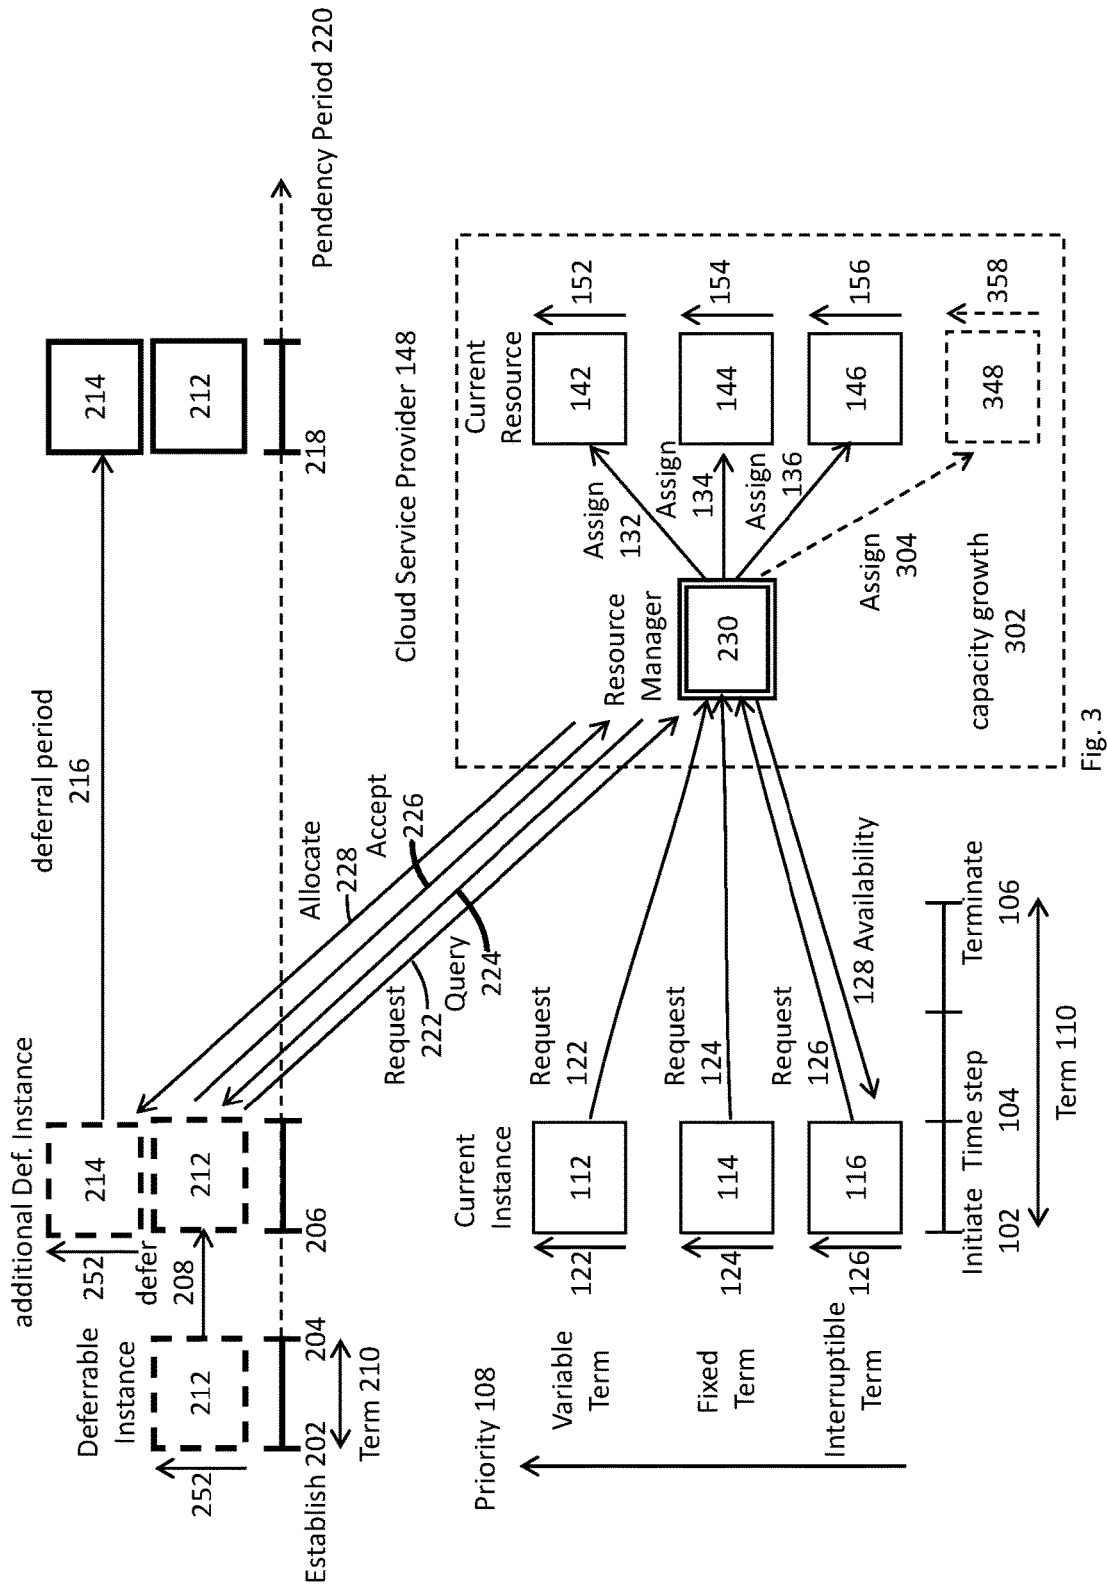 additional Def. Instance
deferral period
216
252
214
214
Deferrable
Instance
defer
208
212
212
212
252
Establish 202
204
206
218
Pendency Period 220
Term 210
Allocate
228
Accept
226
Request
222
Query
224
Cloud Service Provider 148
Priority 108
Current
Instance
Resource
Manager
Current
Resource
Variable
Term
122
112
Request
122
Assign
132
142
152
Fixed
Term
124
114
Request
124
230
Assign
134
144
154
Interruptible
Term
126
116
Request
126
Assign
136
146
156
128 Availability
Assign
304
348
358
Initiate
102
Time step
104
Terminate
106
Term 110
capacity growth
302
Fig. 3